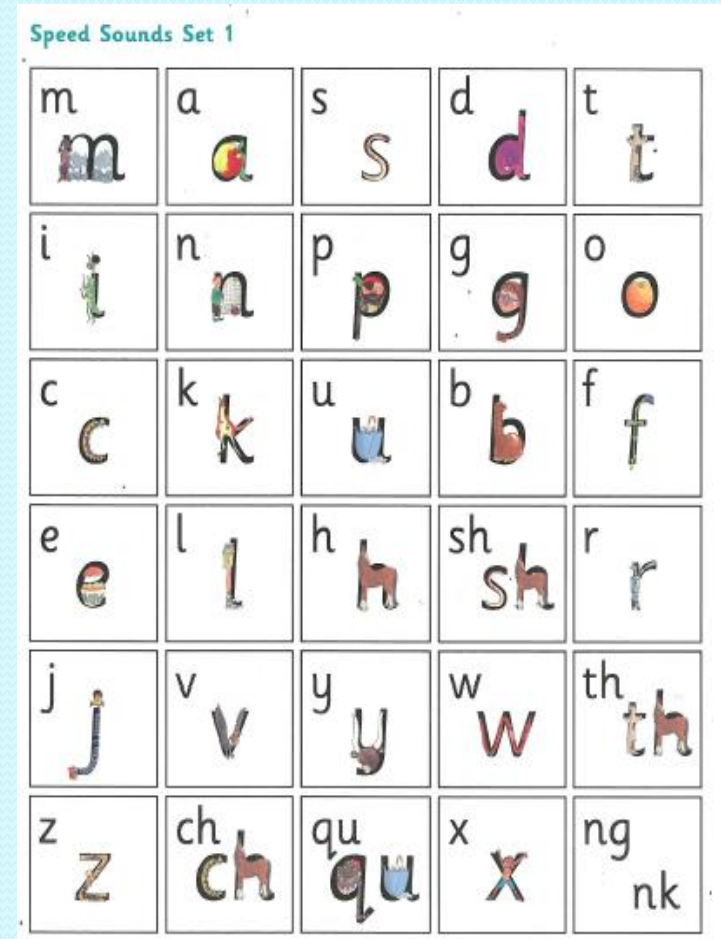 Speed Sounds Set 1
m a s d t
m a s d t
i n p g o
i n p g o
c k u b f
c k u b f
e l h sh r
e l h sh r
j v y w th
j v y w th
z ch qu x ng
z ch qu x nk